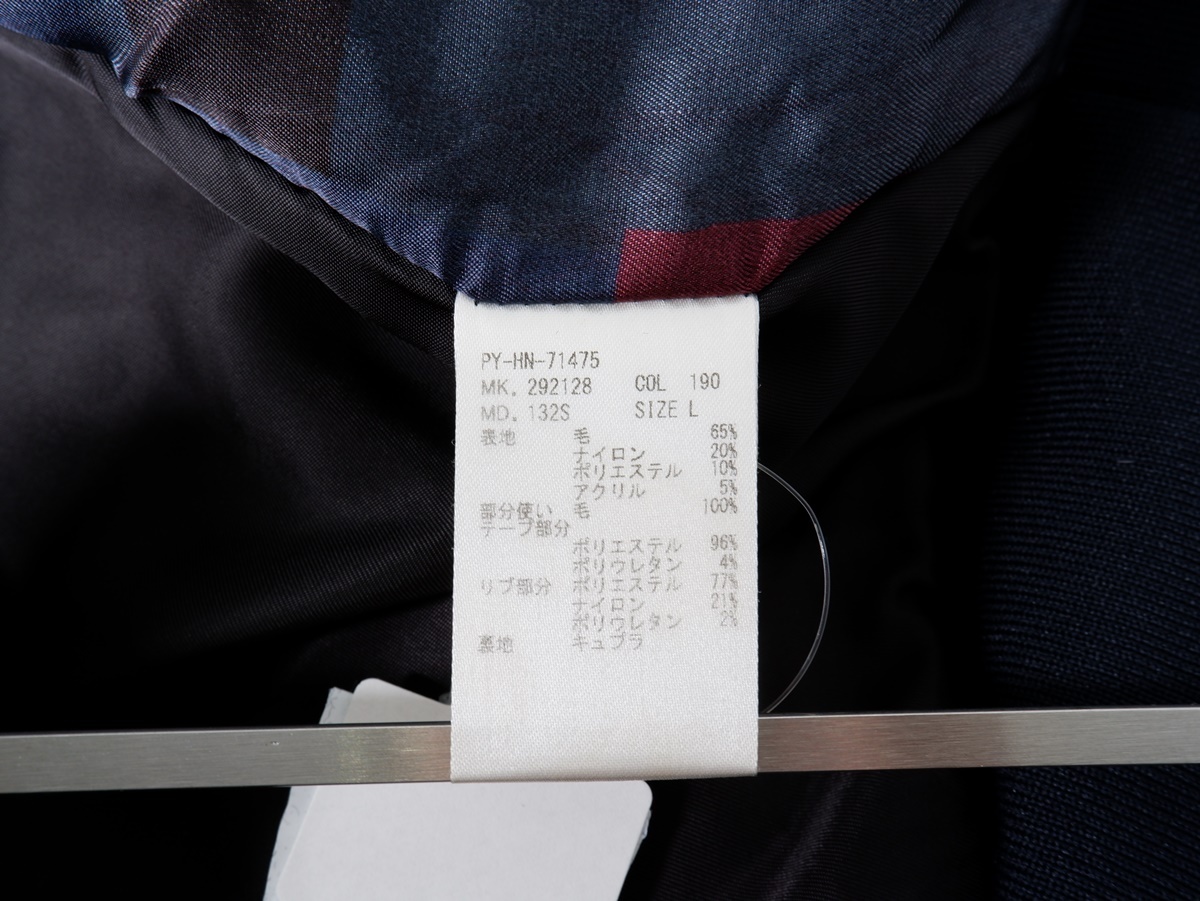 PY-HN-71475
MK. 292128 COL 190
MD. 132S SIZE L
表地 毛 65%
ナイロン 20%
ポリエステル 10%
アクリル 5%
部分使い 毛 100%
テープ部分
ポリエステル 96%
ポリウレタン 4%
リブ部分 ポリエステル 77%
ナイロン 21%
ポリウレタン 2%
裏地 キュプラ